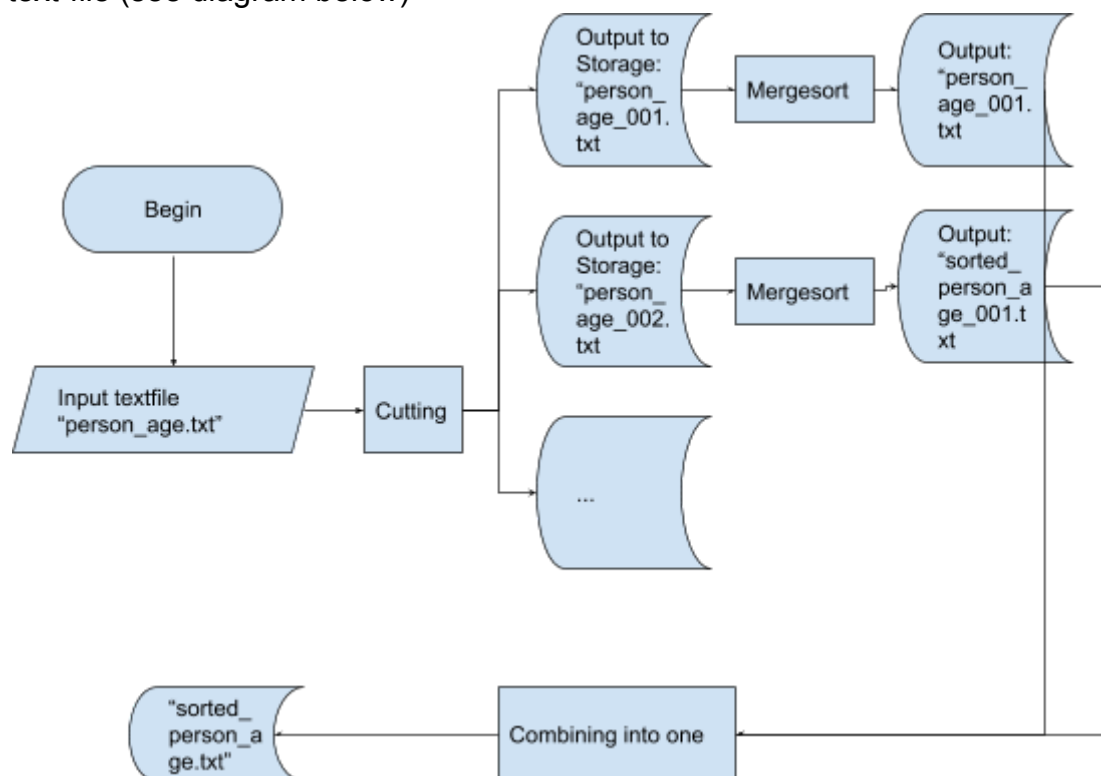 text file (see diagram below)
Output to
Storage:
“person_
age_001.
txt
Mergesort
Output:
“person_
age_001.
txt
Begin
Output to
Storage:
“person_
age_002.
txt
Mergesort
Output:
“sorted_
person_a
ge_001.t
xt
Input textfile
“person_age.txt”
Cutting
...
"sorted_
person_a
ge.txt"
Combining into one